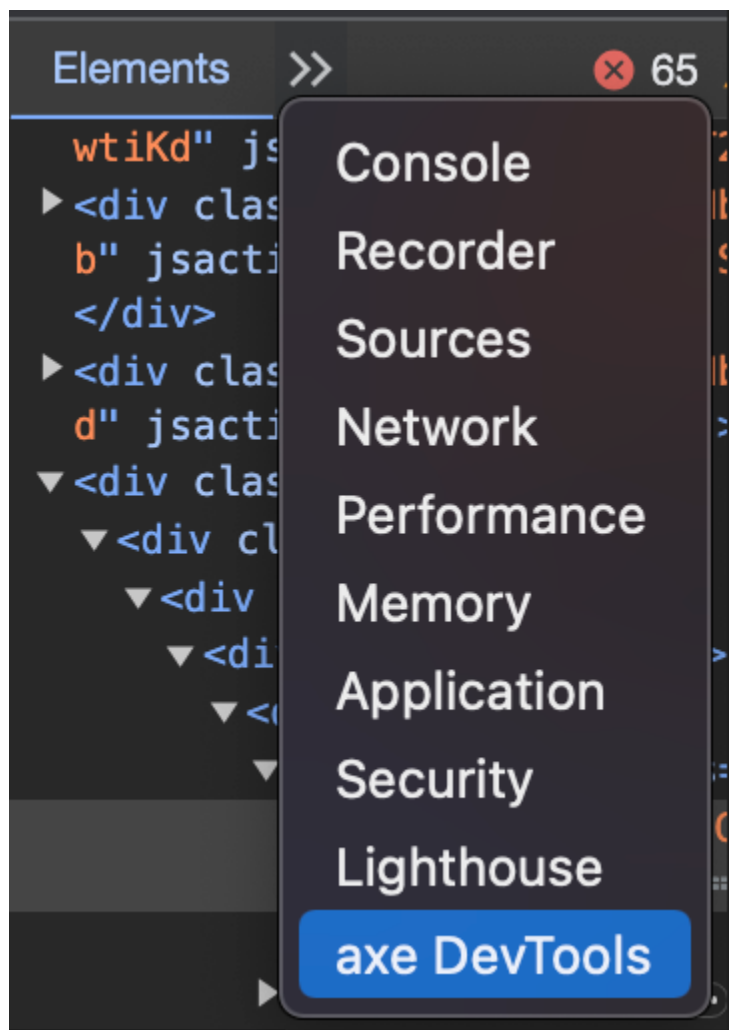 Elements
65
wtiKd" js
Console
<div clas
Recorder
b" jsacti
</div>
Sources
<div clas
d" jsacti
Network
>
<div clas
Performance
<div cl
<div
Memory
<di
>
Application
Security
Lighthouse
axe DevTools